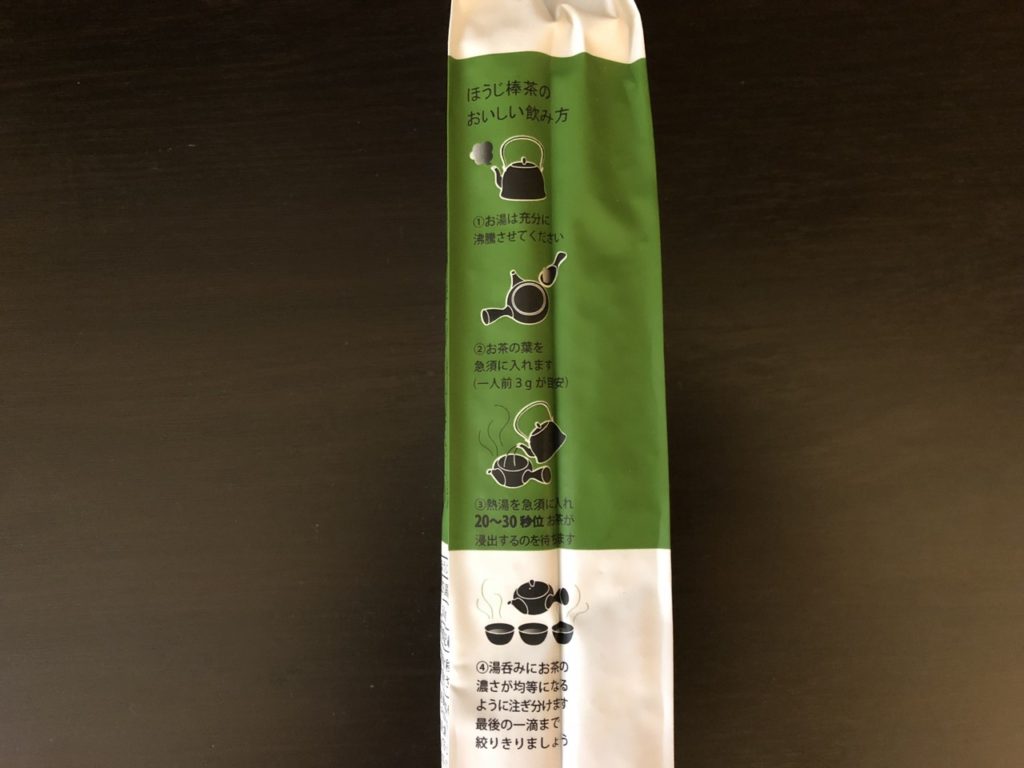 ほうじ棒茶の
おいしい飲み方
①お湯は充分に
沸騰させてください
②お茶の葉を
急須に入れます
(一人前３ｇが目安)
③熱湯を急須に入れ
20〜30 秒位お茶が
浸出するのを待ちます
④湯呑みにお茶の
濃さが均等になる
ように注ぎ分けます
最後の一滴まで
絞りきりましょう